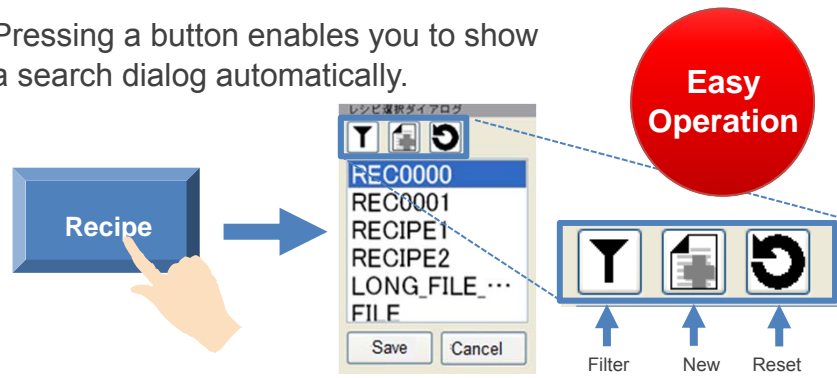 Pressing a button enables you to show
a search dialog automatically.
Easy
Operation
レシピ選択ダイアログ
REC0000
REC0001
RECIPE1
RECIPE2
LONG_FILE_…
FILE
Save
Cancel
Recipe
Filter
New
Reset